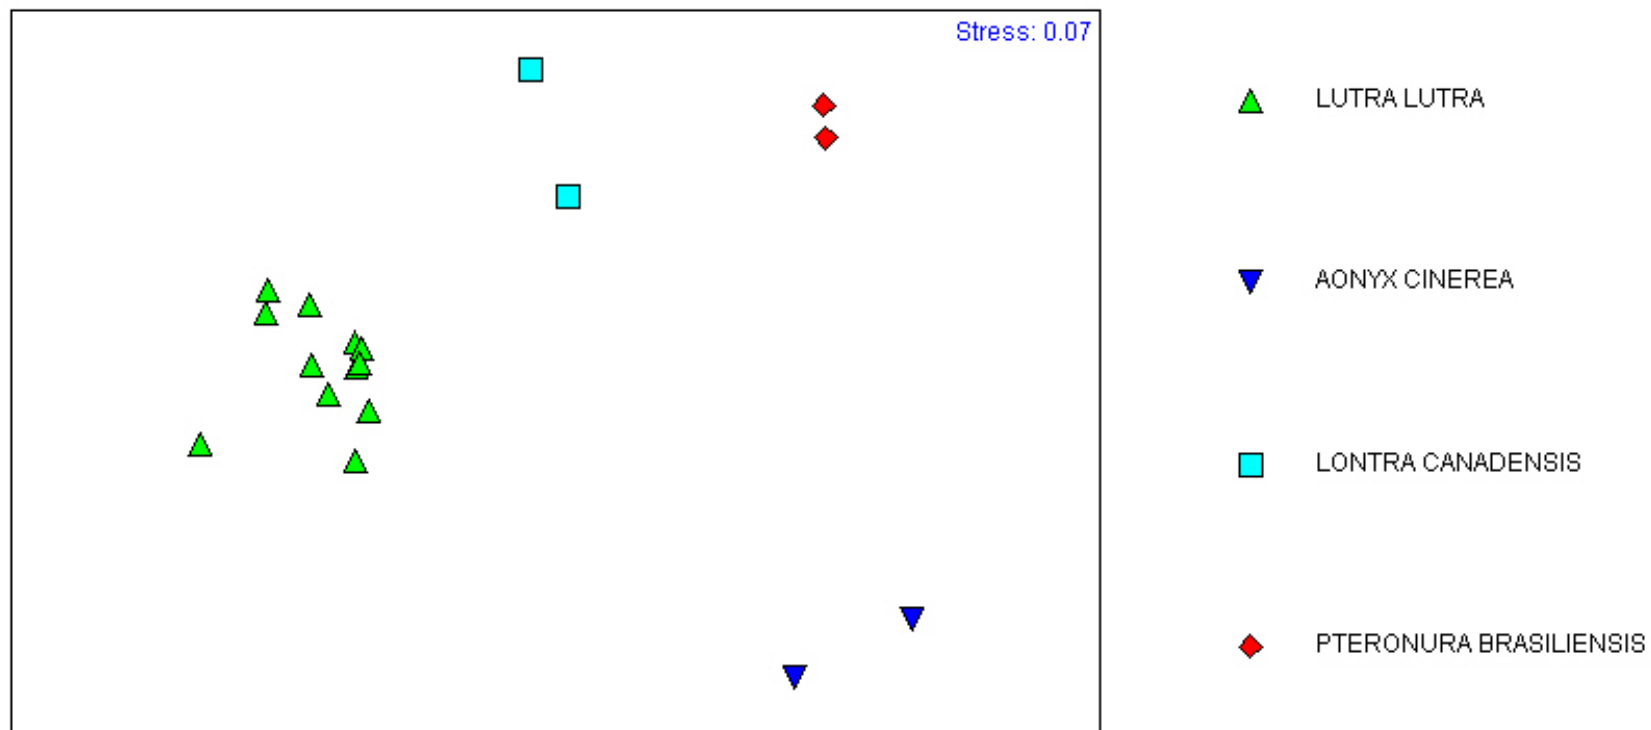 Stress: 0.07
LUTRA LUTRA
AONYX CINEREA
LONTRA CANADENSIS
PTERONURA BRASILIENSIS